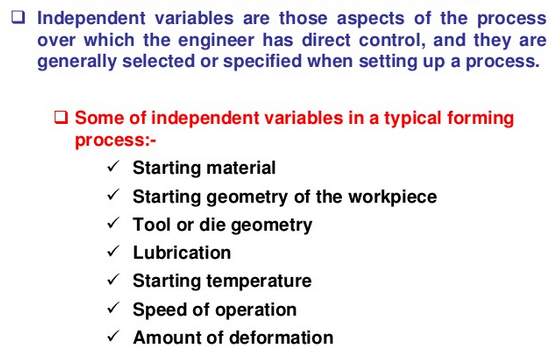 ❑ Independent variables are those aspects of the process
over which the engineer has direct control, and they are
generally selected or specified when setting up a process.
❑ Some of independent variables in a typical forming
process:-
✓ Starting material
✓ Starting geometry of the workpiece
✓ Tool or die geometry
✓ Lubrication
✓ Starting temperature
✓ Speed of operation
✓ Amount of deformation